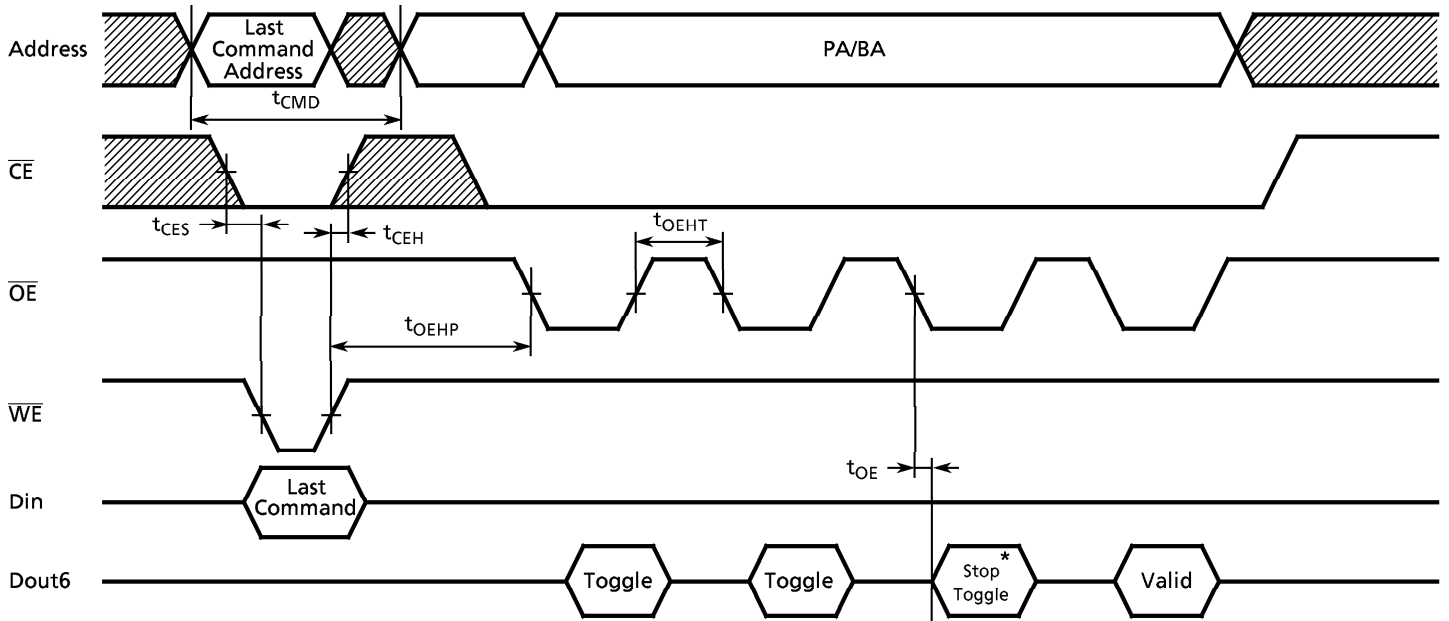 Address
Last
Command
Address
PA/BA
tCMD
CE
tCES
tCEH
tOEHT
OE
tOEHP
WE
tOE
Din
Last
Command
Dout6
Toggle
Toggle
Stop*
Toggle
Valid